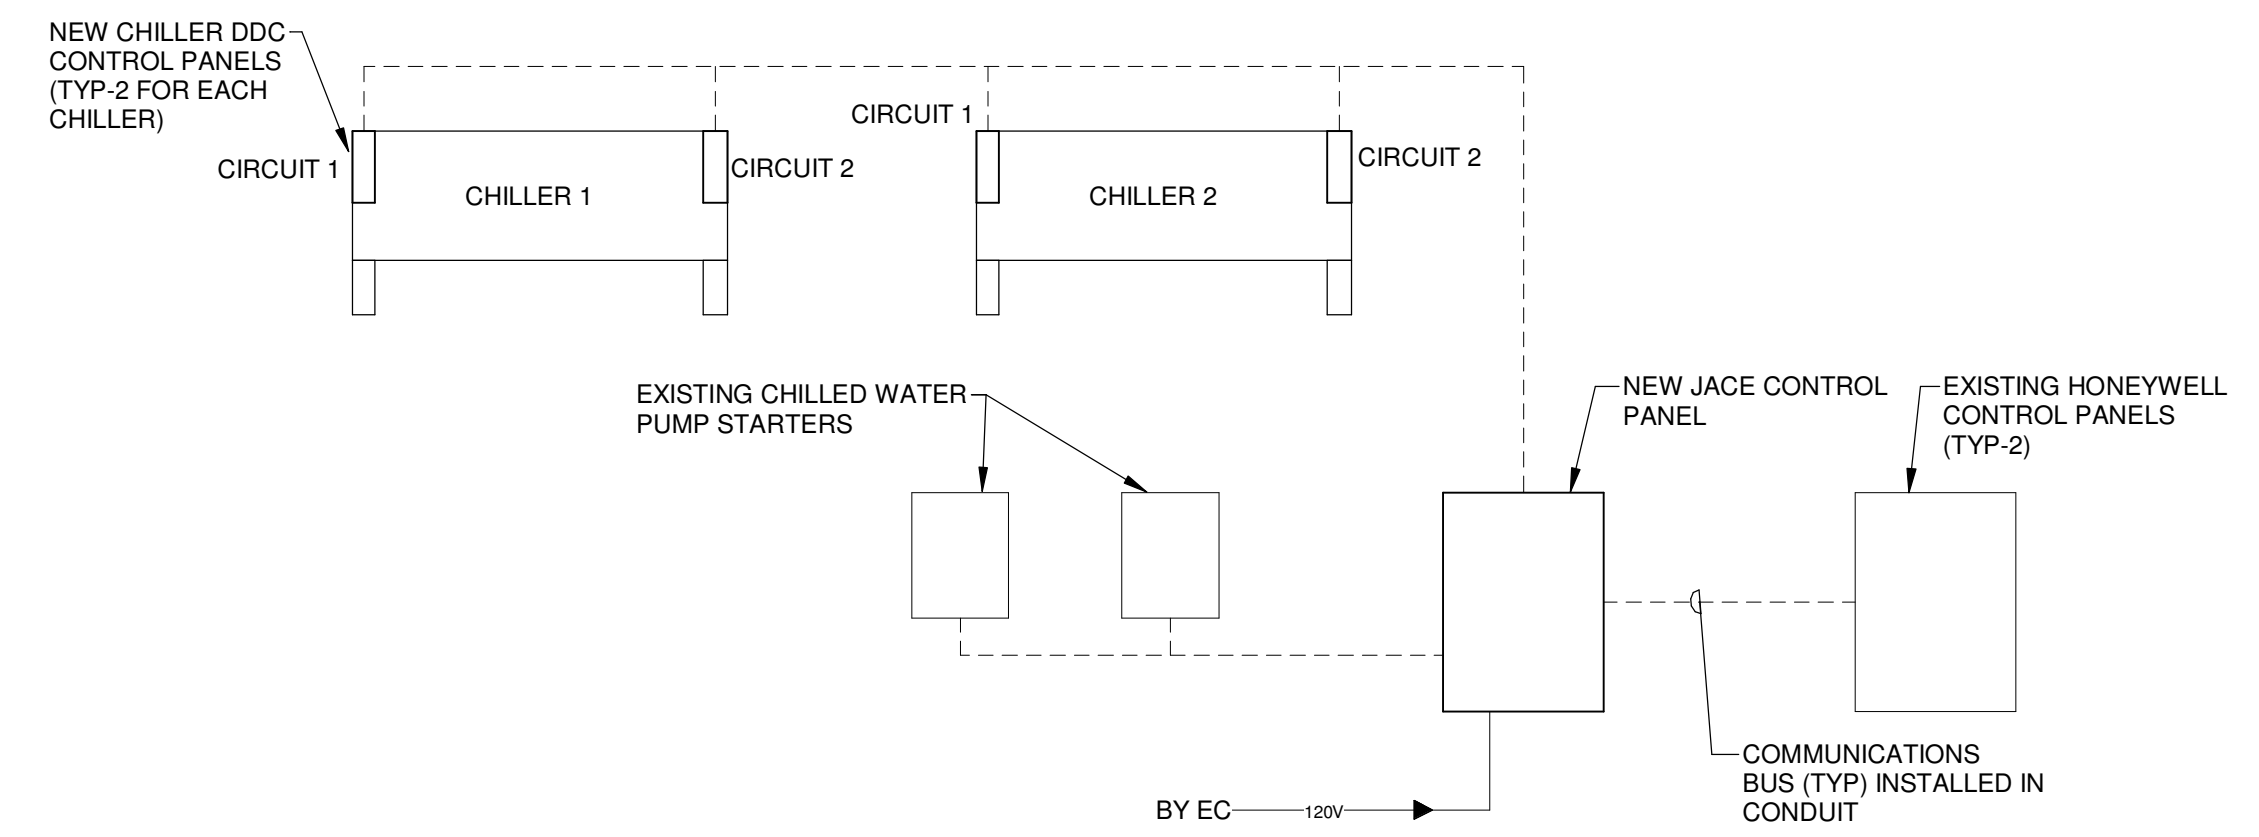 NEW CHILLER DDC
CONTROL PANELS
(TYP-2 FOR EACH
CHILLER)
CIRCUIT 1
CHILLER 1
CIRCUIT 2
CIRCUIT 1
CHILLER 2
CIRCUIT 2
EXISTING CHILLED WATER
PUMP STARTERS
NEW JACE CONTROL
PANEL
EXISTING HONEYWELL
CONTROL PANELS
(TYP-2)
COMMUNICATIONS
BUS (TYP) INSTALLED IN
CONDUIT
BY EC
120V